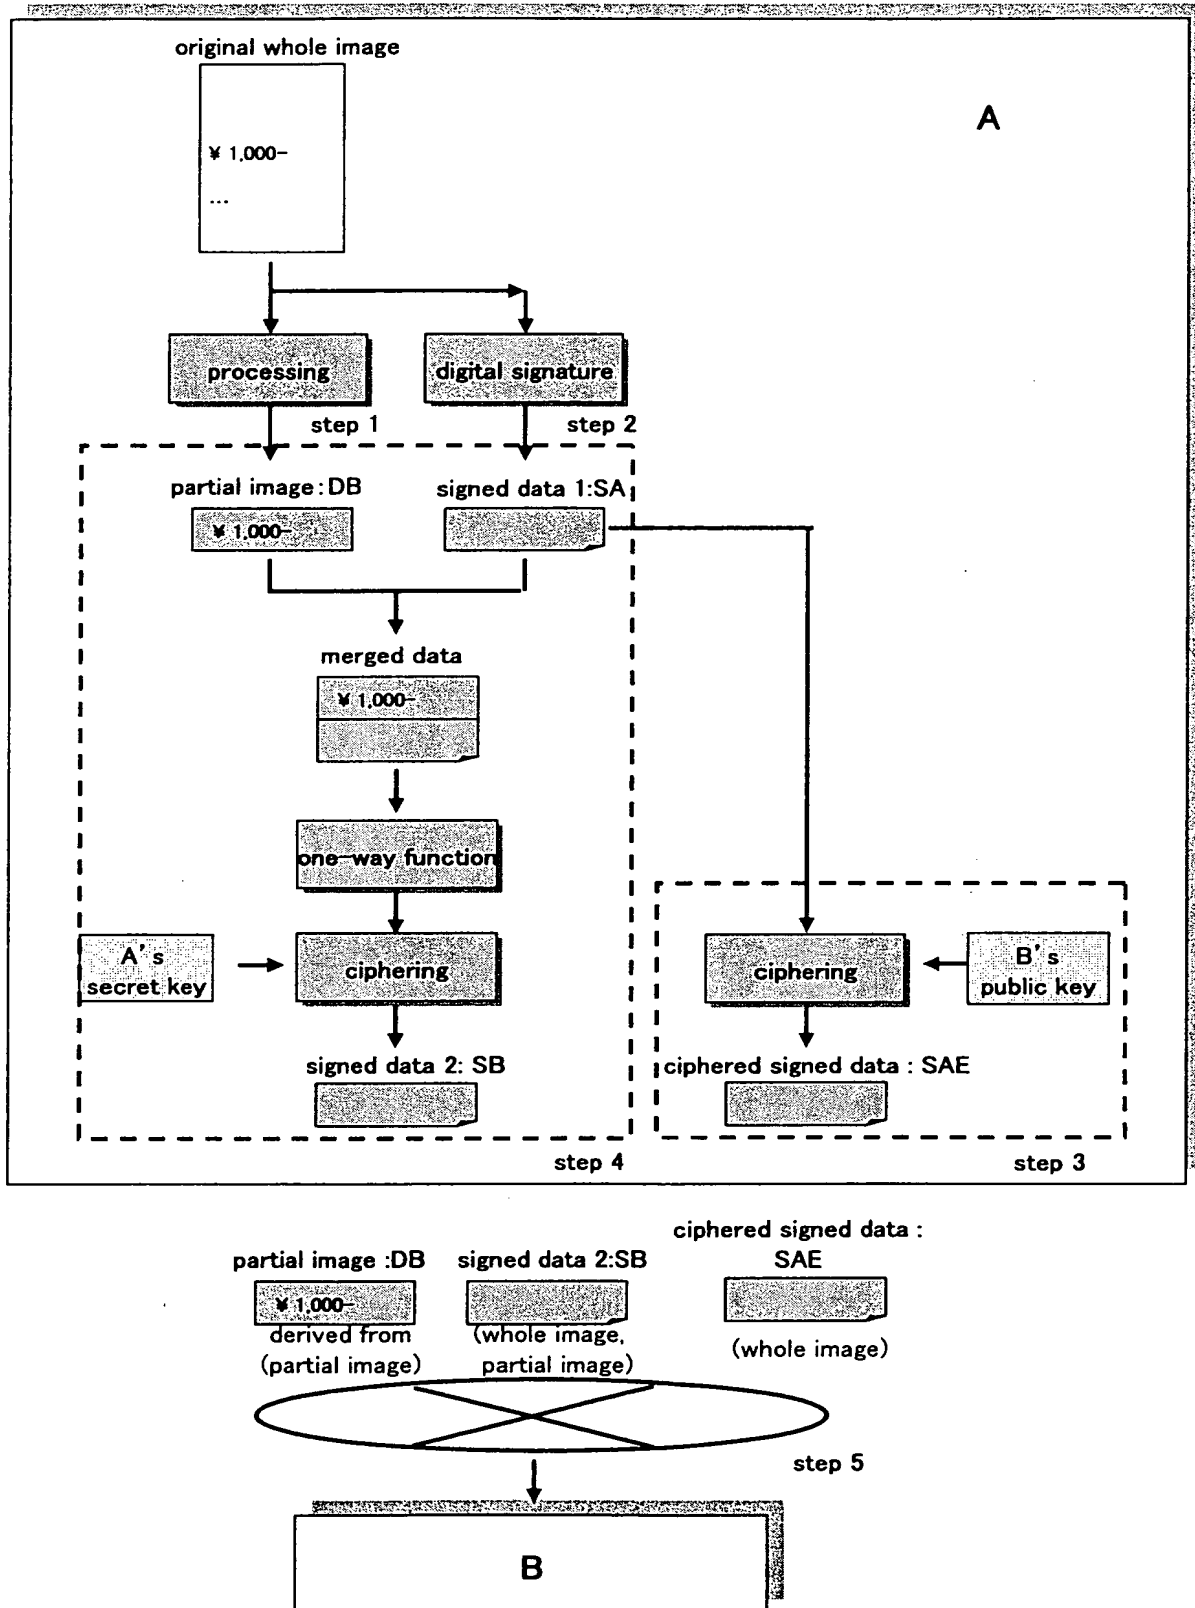 original whole image
A
¥ 1,000-
...
processing
digital signature
step 1
step 2
partial image:DB
signed data 1:SA
¥ 1,000-
merged data
¥ 1,000-
one-way function
A's
secret key
ciphering
ciphering
B's
public key
signed data 2: SB
ciphered signed data : SAE
step 4
step 3
ciphered signed data :
SAE
partial image :DB
signed data 2:SB
¥ 1,000-
derived from
(partial image)
(whole image,
partial image)
(whole image)
step 5
B